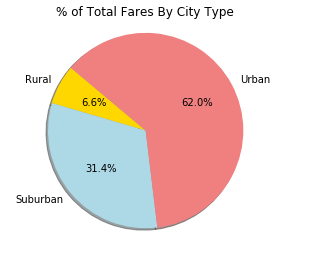 % of Total Fares By City Type
Rural
Urban
6.6%
62.0%
31.4%
Suburban